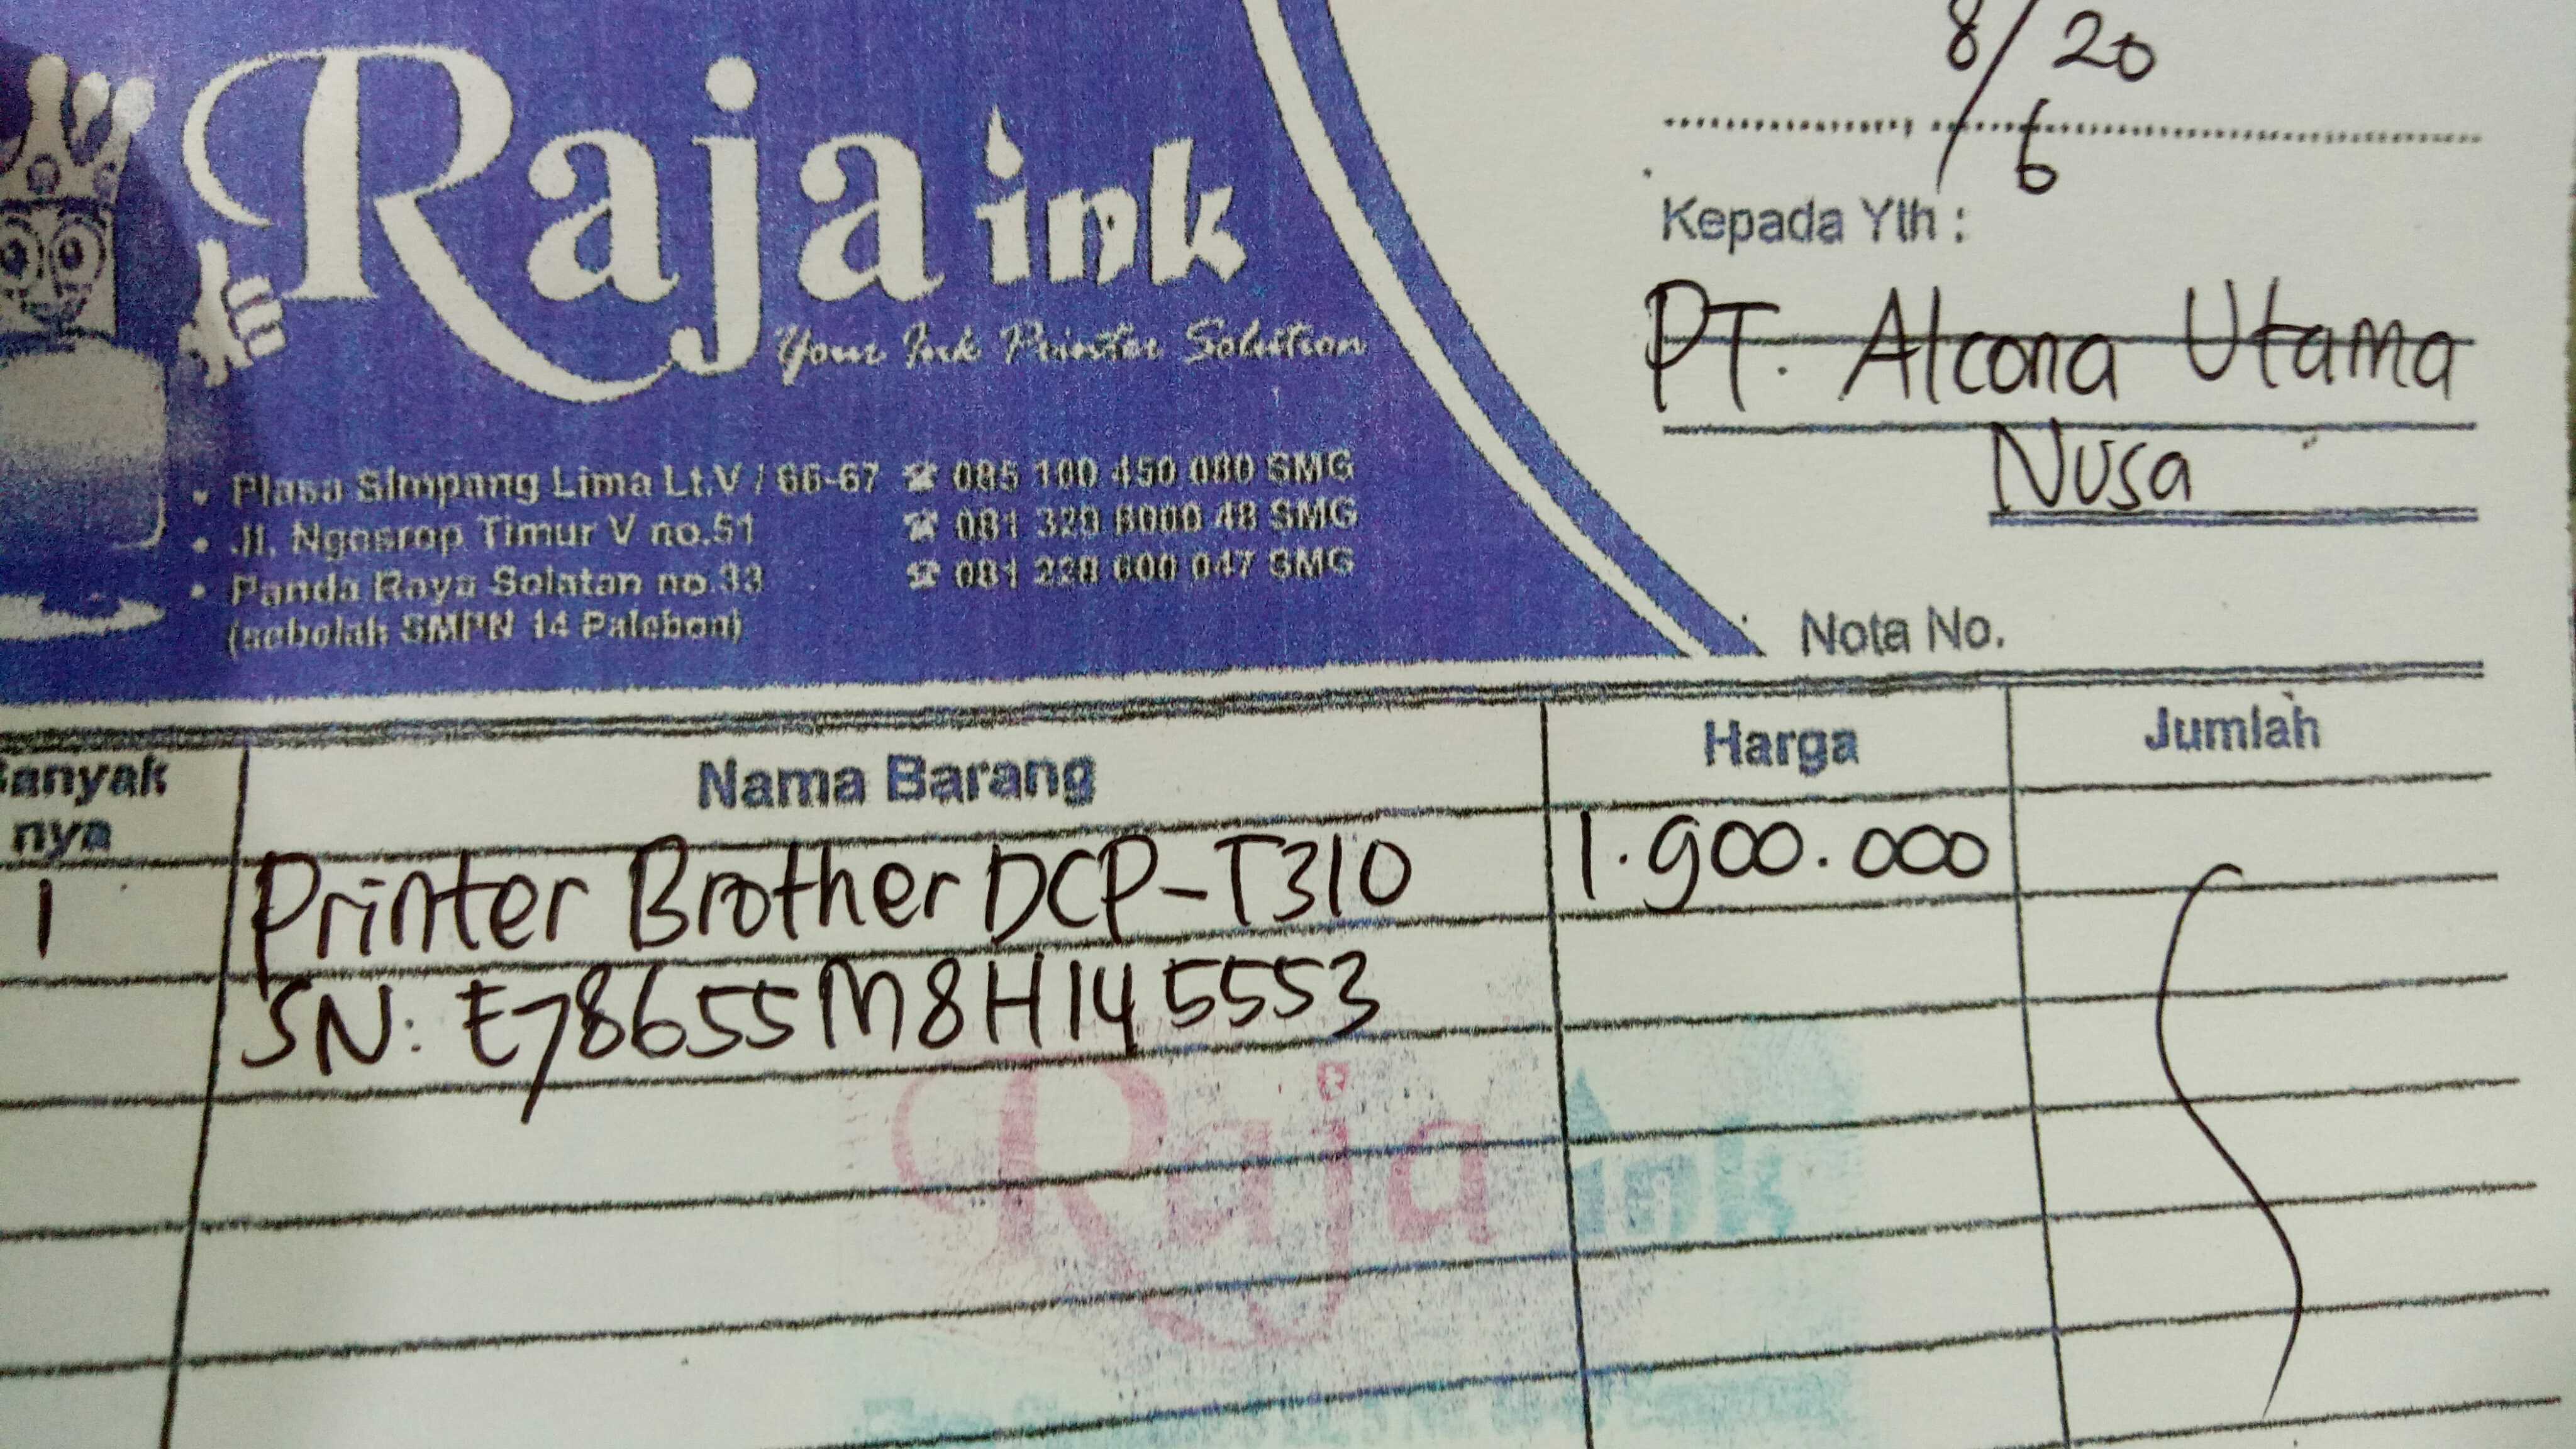 Raja ink
Your Ink Printer Solution
8/20
6
Kepada Yth :
PT. Alcona Utama
Nusa
• Plasa Simpang Lima Lt.V / 66-67 ☎ 085 100 450 080 SMG
• Jl. Ngesrep Timur V no.51 ☎ 081 329 6000 48 SMG
• Panda Raya Selatan no.33 ☎ 081 228 600 047 SMG
(sebelah SMPN 14 Palebon)
Nota No.
Banyak
nya
Nama Barang
Harga
Jumlah
1 Printer Brother DCP-T310 1.900.000
SN: E78655M8H145553
Raja ink